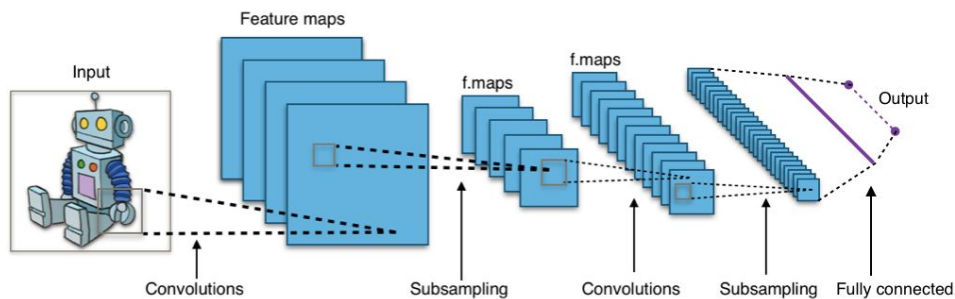 Feature maps
Input
f.maps
f.maps
Output
Convolutions
Subsampling
Convolutions
Subsampling
Fully connected